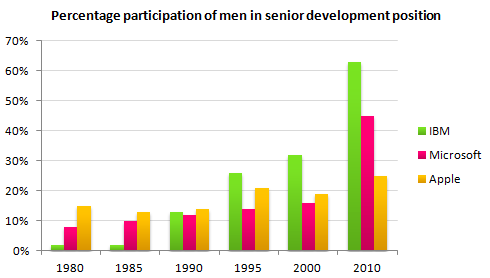 Percentage participation of men in senior development position
70%
60%
50%
40%
30%
20%
10%
0%
IBM
Microsoft
Apple
1980 1985 1990 1995 2000 2010